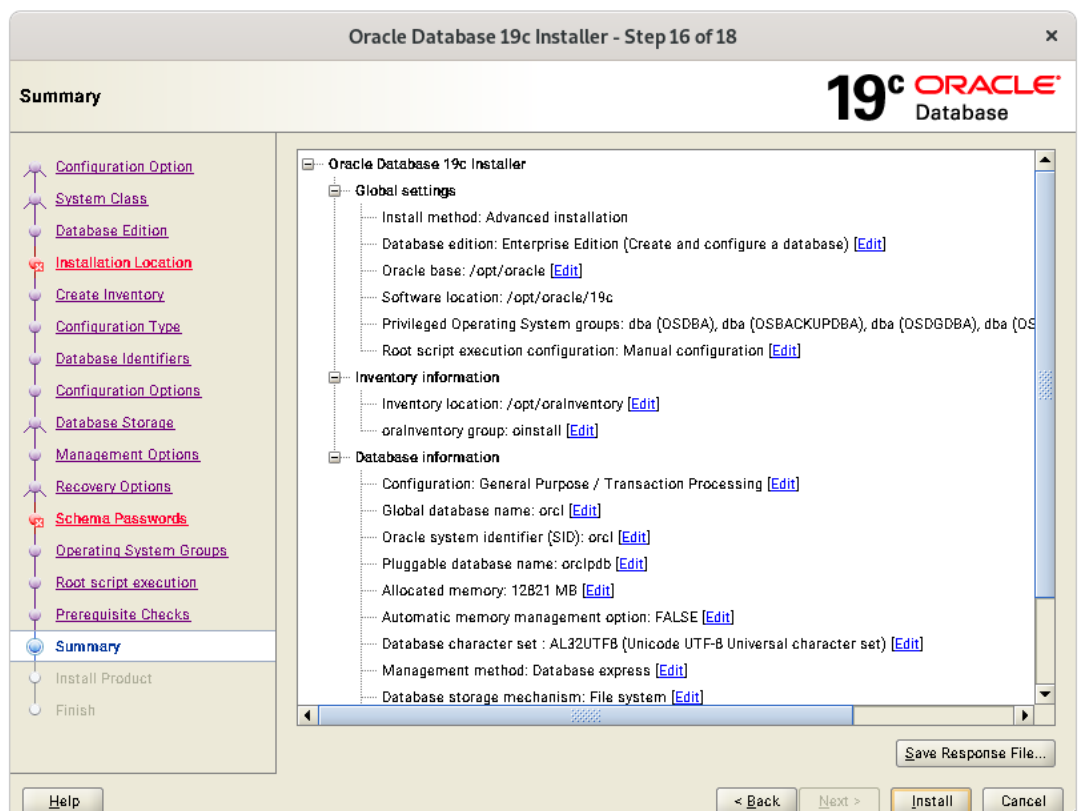 Oracle Database 19c Installer - Step 16 of 18
×
Summary
19c ORACLE
Database
Configuration Option
System Class
Database Edition
Installation Location
Create Inventory
Configuration Type
Database Identifiers
Configuration Options
Database Storage
Management Options
Recovery Options
Schema Passwords
Operating System Groups
Root script execution
Prerequisite Checks
Summary
Install Product
Finish
Oracle Database 19c Installer
Global settings
Install method: Advanced installation
Database edition: Enterprise Edition (Create and configure a database) [Edit]
Oracle base: /opt/oracle [Edit]
Software location: /opt/oracle/19c
Privileged Operating System groups: dba (OSDBA), dba (OSBACKUPDBA), dba (OSDGDBA), dba (OS
Root script execution configuration: Manual configuration [Edit]
Inventory information
Inventory location: /opt/oraInventory [Edit]
oraInventory group: oinstall [Edit]
Database information
Configuration: General Purpose / Transaction Processing [Edit]
Global database name: orcl [Edit]
Oracle system identifier (SID): orcl [Edit]
Pluggable database name: orclpdb [Edit]
Allocated memory: 12821 MB [Edit]
Automatic memory management option: FALSE [Edit]
Database character set : AL32UTF8 (Unicode UTF-8 Universal character set) [Edit]
Management method: Database express [Edit]
Database storage mechanism: File system [Edit]
Save Response File...
Help
< Back
Next >
Install
Cancel